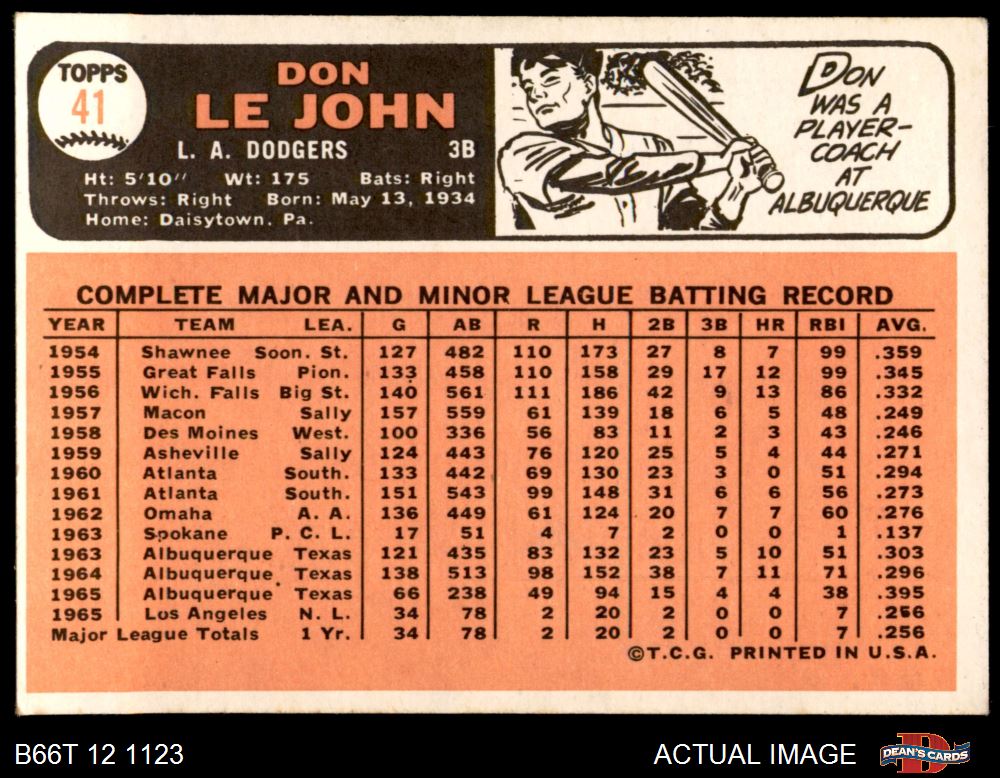 TOPPS
41
DON
LE JOHN
L. A. DODGERS 3B
Ht: 5'10" Wt: 175 Bats: Right
Throws: Right Born: May 13, 1934
Home: Daisytown, Pa.
DON
WAS A
PLAYER-
COACH
AT
ALBUQUERQUE
COMPLETE MAJOR AND MINOR LEAGUE BATTING RECORD
YEAR TEAM LEA. G AB R H 2B 3B HR RBI AVG.
1954 Shawnee Soon. St. 127 482 110 173 27 8 7 99 .359
1955 Great Falls Pion. 133 458 110 158 29 17 12 99 .345
1956 Wich. Falls Big St. 140 561 111 186 42 9 13 86 .332
1957 Macon Sally 157 559 61 139 18 6 5 48 .249
1958 Des Moines West. 100 336 56 83 11 2 3 43 .246
1959 Asheville Sally 124 443 76 120 25 5 4 44 .271
1960 Atlanta South. 133 442 69 130 23 3 0 51 .294
1961 Atlanta South. 151 543 99 148 31 6 6 56 .273
1962 Omaha A. A. 136 449 61 124 20 7 7 60 .276
1963 Spokane P. C. L. 17 51 4 7 2 0 0 1 .137
1963 Albuquerque Texas 121 435 83 132 23 5 10 51 .303
1964 Albuquerque Texas 138 513 98 152 38 7 11 71 .296
1965 Albuquerque Texas 66 238 49 94 15 4 4 38 .395
1965 Los Angeles N. L. 34 78 2 20 2 0 0 7 .256
Major League Totals 1 Yr. 34 78 2 20 2 0 0 7 .256
©T.C.G. PRINTED IN U.S.A.
B66T 12 1123 ACTUAL IMAGE DEAN'S CARDS